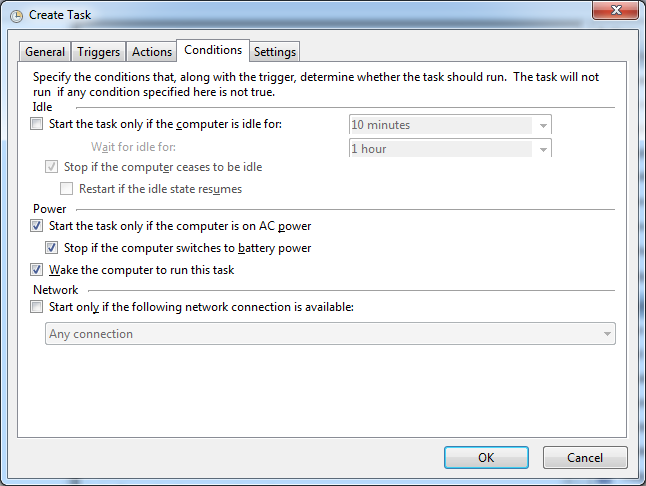 Create Task
General Triggers Actions Conditions Settings
Specify the conditions that, along with the trigger, determine whether the task should run. The task will not
run if any condition specified here is not true.
Idle
Start the task only if the computer is idle for: 10 minutes
Wait for idle for: 1 hour
Stop if the computer ceases to be idle
Restart if the idle state resumes
Power
Start the task only if the computer is on AC power
Stop if the computer switches to battery power
Wake the computer to run this task
Network
Start only if the following network connection is available:
Any connection
OK Cancel